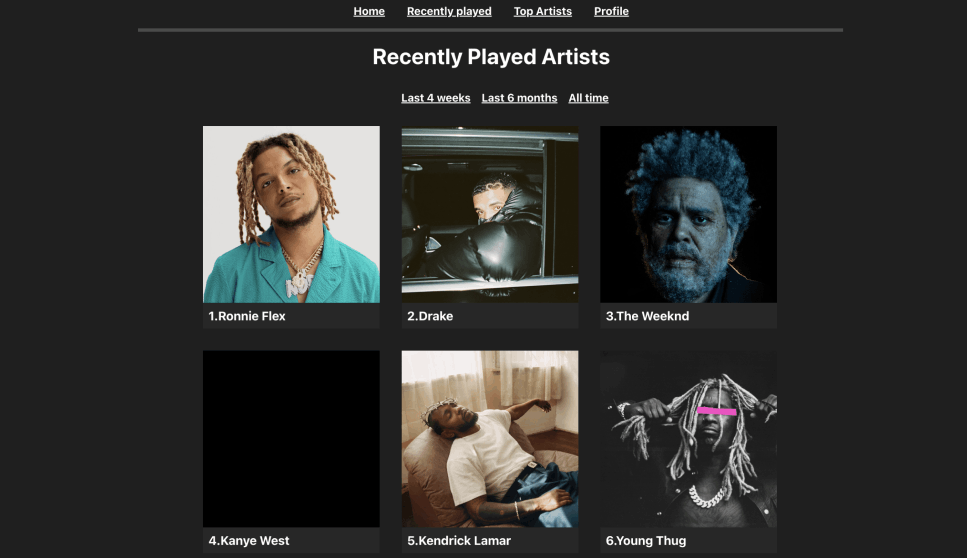 Home Recently played Top Artists Profile
Recently Played Artists
Last 4 weeks Last 6 months All time
1.Ronnie Flex 2.Drake 3.The Weeknd
4.Kanye West 5.Kendrick Lamar 6.Young Thug